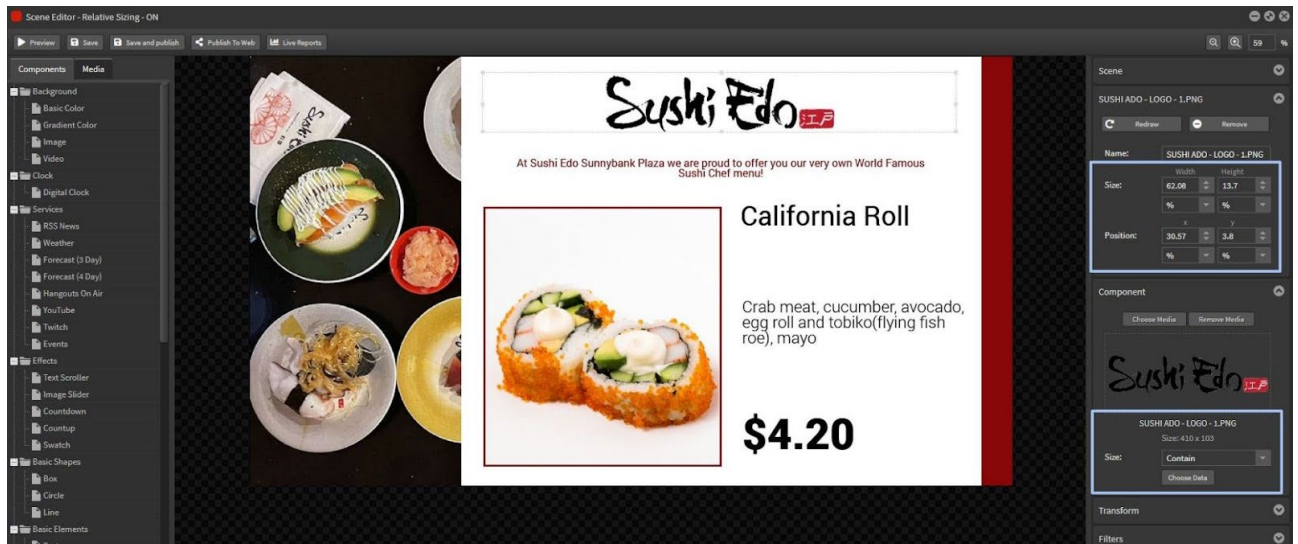 Scene Editor - Relative Sizing - ON
Preview Save Save and publish Publish To Web Live Reports
59 %
Components Media
Background
Basic Color
Gradient Color
Image
Video
Clock
Digital Clock
Services
RSS News
Weather
Forecast (3 Day)
Forecast (4 Day)
Hangouts On Air
YouTube
Twitch
Events
Effects
Text Scroller
Image Slider
Countdown
Countup
Swatch
Basic Shapes
Box
Circle
Line
Basic Elements
Sushi Edo
Sushi Edo 江戸
At Sushi Edo Sunnybank Plaza we are proud to offer you our very own World Famous
Sushi Chef menu!
California Roll
Crab meat, cucumber, avocado,
egg roll and tobiko(flying fish
roe), mayo
$4.20
Scene
SUSHI ADO - LOGO - 1.PNG
Redraw Remove
Name: SUSHI ADO - LOGO - 1.PNG
Width Height
Size: 62.08 13.7
% %
x y
Position: 30.57 3.8
% %
Component
Choose Media Remove Media
Sushi Edo 江戸
SUSHI ADO - LOGO - 1.PNG
Size: 410 x 103
Size: Contain
Choose Data
Transform
Filters